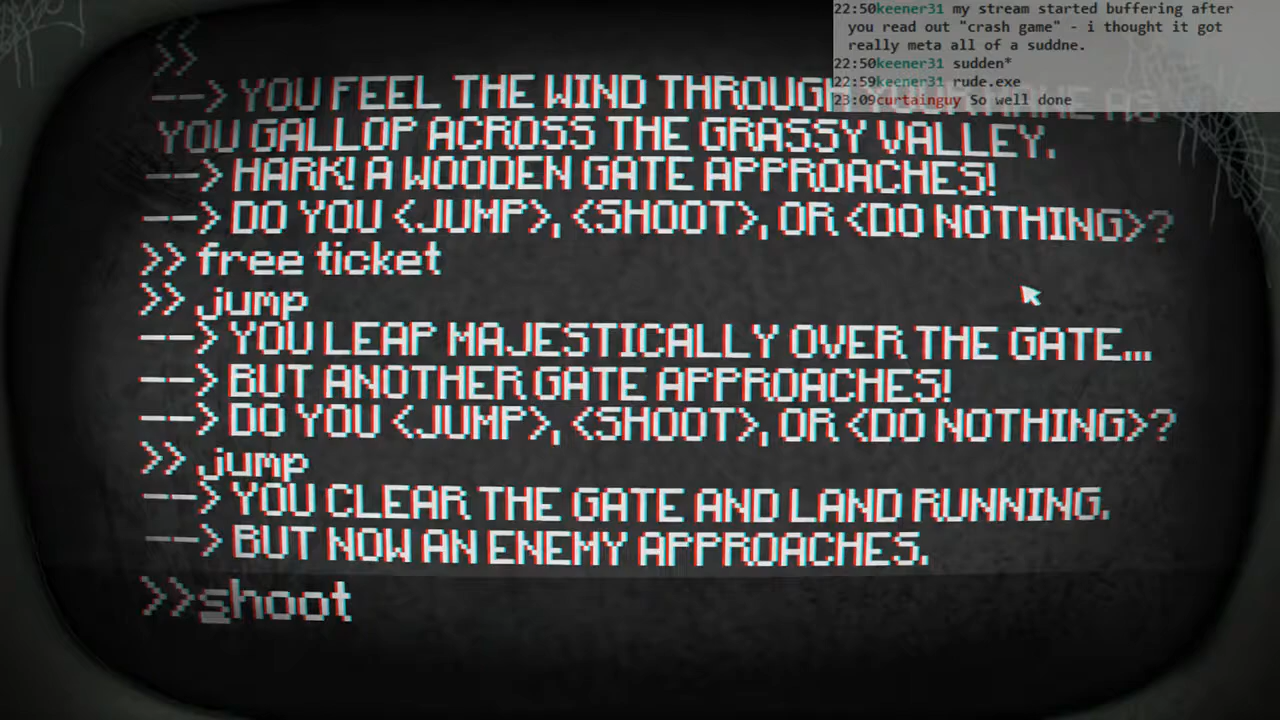 22:50keener31 my stream started buffering after
you read out "crash game" - i thought it got
really meta all of a suddne.
22:50keener31 sudden*
22:59keener31 rude.exe
23:09curtainguy So well done
>>
>>
--> YOU FEEL THE WIND THROUGH YOUR MANE AS
YOU GALLOP ACROSS THE GRASSY VALLEY.
--> HARK! A WOODEN GATE APPROACHES!
--> DO YOU <JUMP>, <SHOOT>, OR <DO NOTHING>?
>> free ticket
>> jump
--> YOU LEAP MAJESTICALLY OVER THE GATE...
--> BUT ANOTHER GATE APPROACHES!
--> DO YOU <JUMP>, <SHOOT>, OR <DO NOTHING>?
>> jump
--> YOU CLEAR THE GATE AND LAND RUNNING.
--> BUT NOW AN ENEMY APPROACHES.
>>shoot